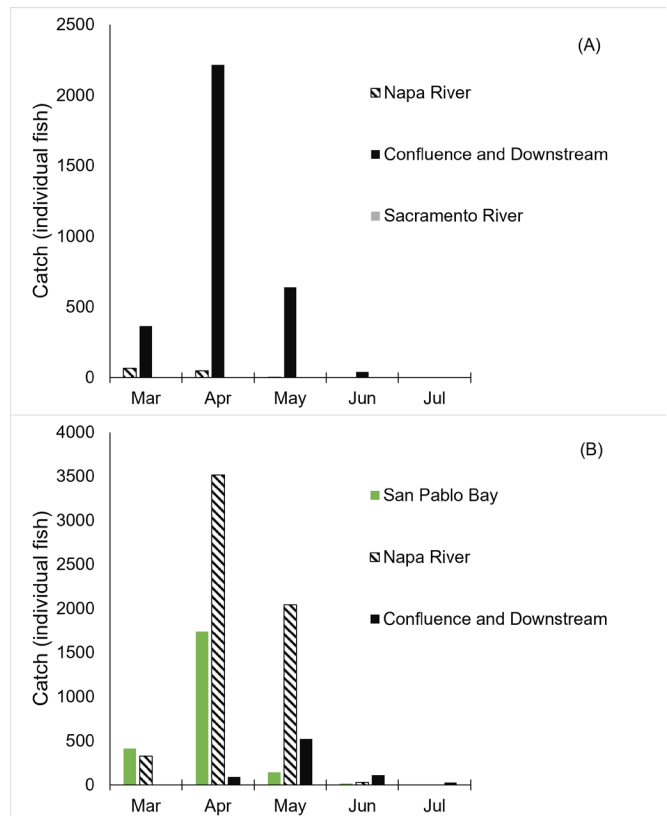 (A)
Catch (individual fish)
2500
2000
1500
1000
500
0
Mar Apr May Jun Jul
Napa River
Confluence and Downstream
Sacramento River
(B)
Catch (individual fish)
4000
3500
3000
2500
2000
1500
1000
500
0
Mar Apr May Jun Jul
San Pablo Bay
Napa River
Confluence and Downstream